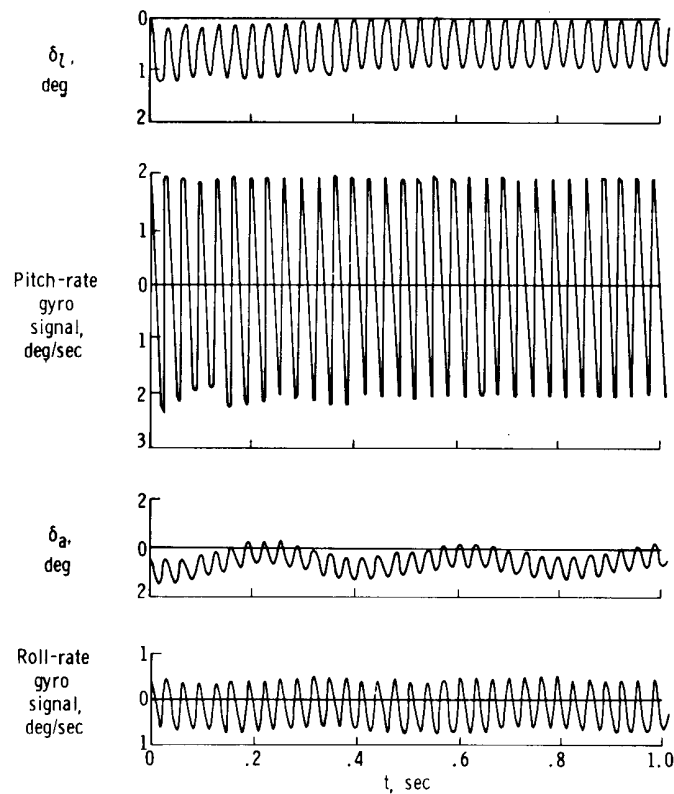 0
δl,
deg
1
2
2
1
Pitch-rate
gyro
signal,
deg/sec
0
1
2
3
2
δa,
deg
0
2
Roll-rate
gyro
signal,
deg/sec
1
0
1
0 .2 .4 .6 .8 1.0
t, sec